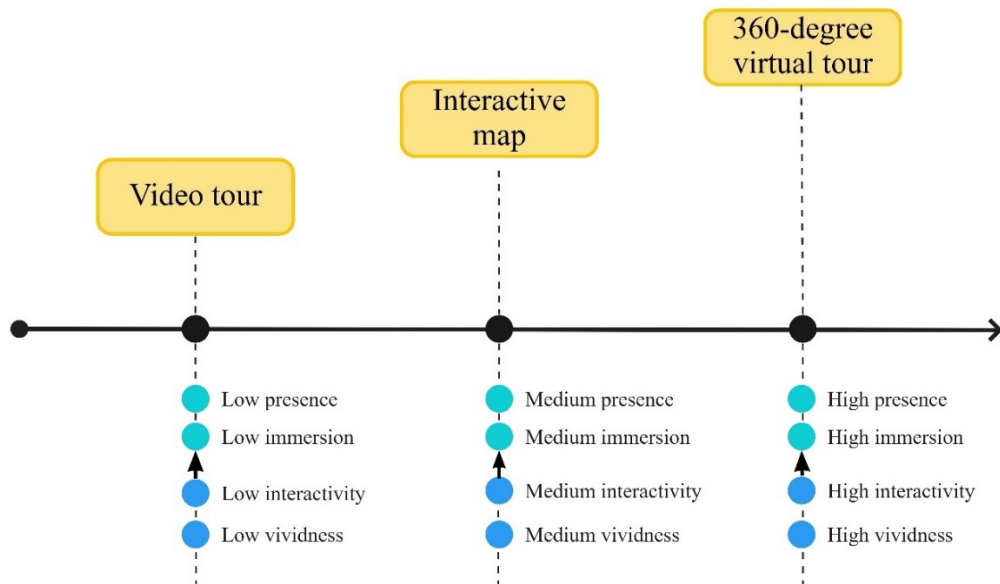 360-degree
virtual tour
Interactive
map
Video tour
Low presence
Low immersion
Low interactivity
Low vividness
Medium presence
Medium immersion
Medium interactivity
Medium vividness
High presence
High immersion
High interactivity
High vividness